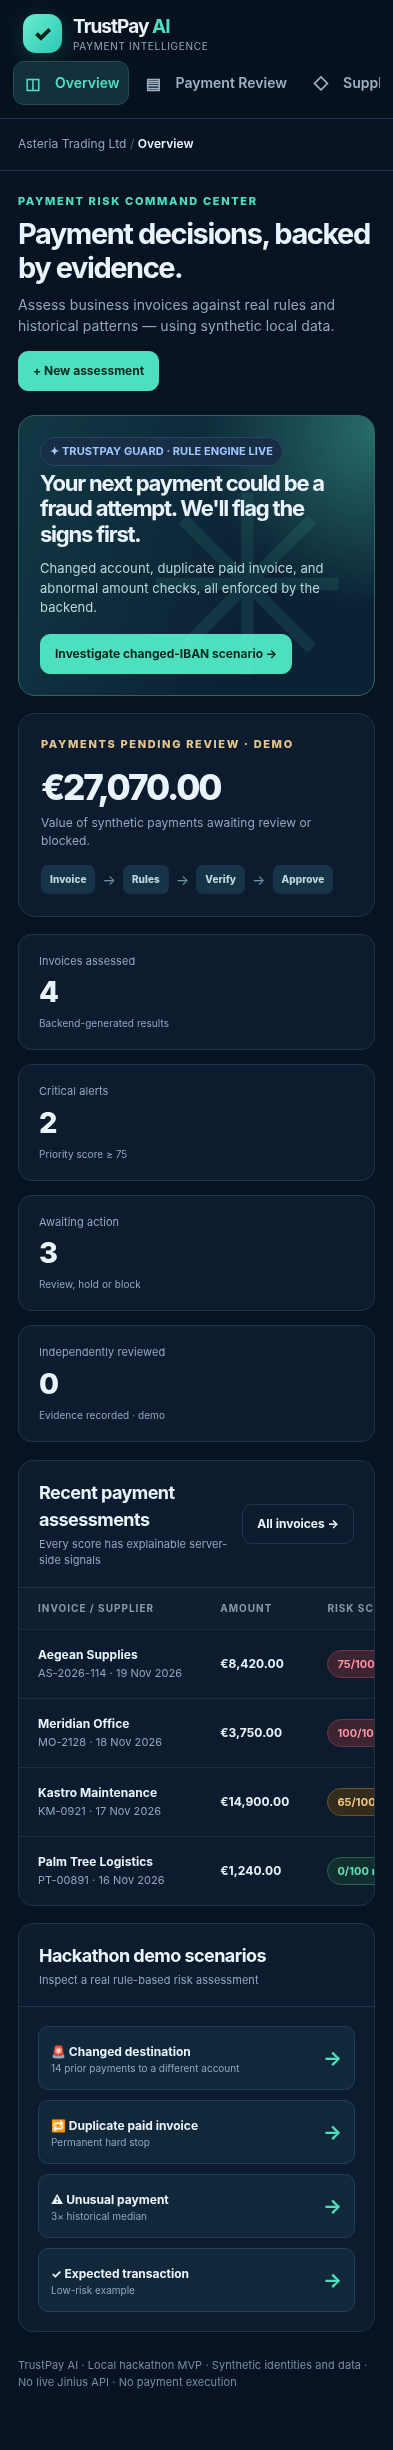 TrustPay AI
PAYMENT INTELLIGENCE
Overview
Payment Review
Suppl
Asteria Trading Ltd / Overview
PAYMENT RISK COMMAND CENTER
Payment decisions, backed
by evidence.
Assess business invoices against real rules and
historical patterns — using synthetic local data.
+ New assessment
✦ TRUSTPAY GUARD · RULE ENGINE LIVE
Your next payment could be a
fraud attempt. We'll flag the
signs first.
Changed account, duplicate paid invoice, and
abnormal amount checks, all enforced by the
backend.
Investigate changed-IBAN scenario →
PAYMENTS PENDING REVIEW · DEMO
€27,070.00
Value of synthetic payments awaiting review or
blocked.
Invoice → Rules → Verify → Approve
Invoices assessed
4
Backend-generated results
Critical alerts
2
Priority score ≥ 75
Awaiting action
3
Review, hold or block
Independently reviewed
0
Evidence recorded · demo
Recent payment
assessments
Every score has explainable server-
side signals
All invoices →
INVOICE / SUPPLIER AMOUNT RISK SC
Aegean Supplies
AS-2026-114 · 19 Nov 2026
€8,420.00
75/100
Meridian Office
MO-2128 · 18 Nov 2026
€3,750.00
100/10
Kastro Maintenance
KM-0921 · 17 Nov 2026
€14,900.00
65/100
Palm Tree Logistics
PT-00891 · 16 Nov 2026
€1,240.00
0/100
Hackathon demo scenarios
Inspect a real rule-based risk assessment
🚨 Changed destination
14 prior payments to a different account
→
🔁 Duplicate paid invoice
Permanent hard stop
→
⚠ Unusual payment
3× historical median
→
✓ Expected transaction
Low-risk example
→
TrustPay AI · Local hackathon MVP · Synthetic identities and data ·
No live Jinius API · No payment execution